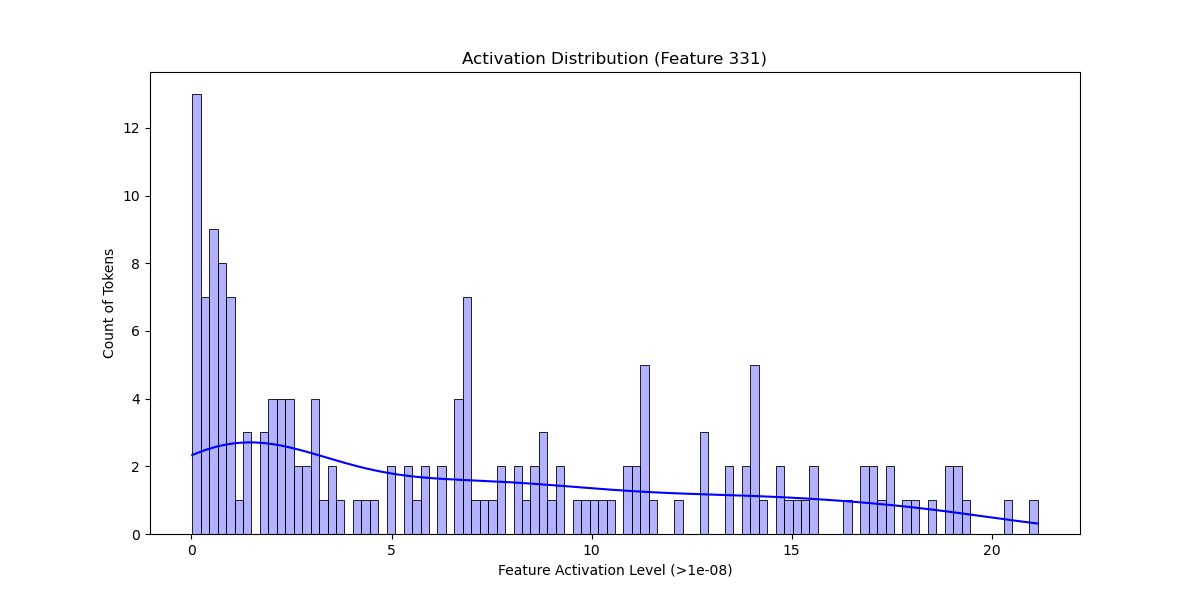 Activation Distribution (Feature 331)
Count of Tokens
12
10
8
6
4
2
0
0 5 10 15 20
Feature Activation Level (>1e-08)